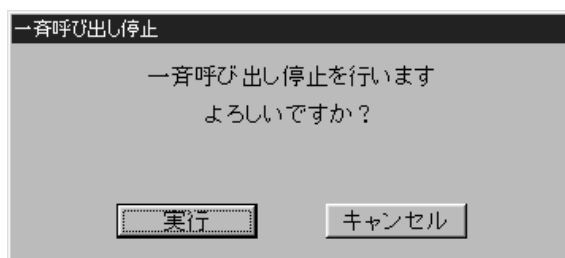 一斉呼び出し停止
一斉呼び出し停止を行います
よろしいですか？
実行
キャンセル